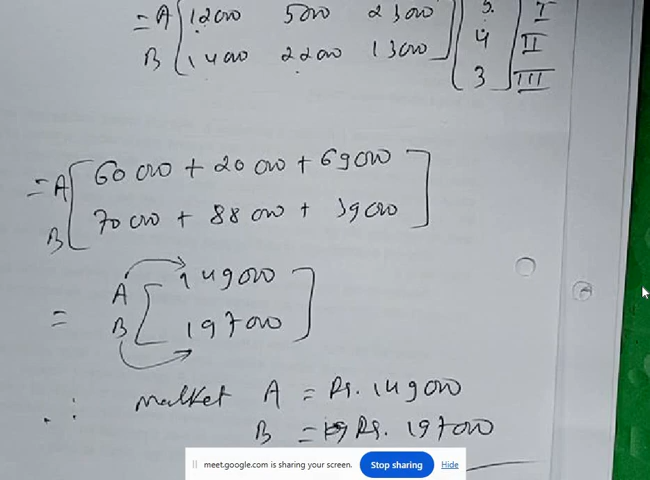 = A [ 12000 5000 23000 ] [ 5 ] I
B [ 14000 22000 13000 ] [ 4 ] II
3 III
= A [ 60000 + 20000 + 69000 ]
B [ 70000 + 88000 + 39000 ]
= A [ 149000 ]
B [ 197000 ]
∴ market A = Rs. 149000
B = Rs. 197000
meet.google.com is sharing your screen. Stop sharing Hide